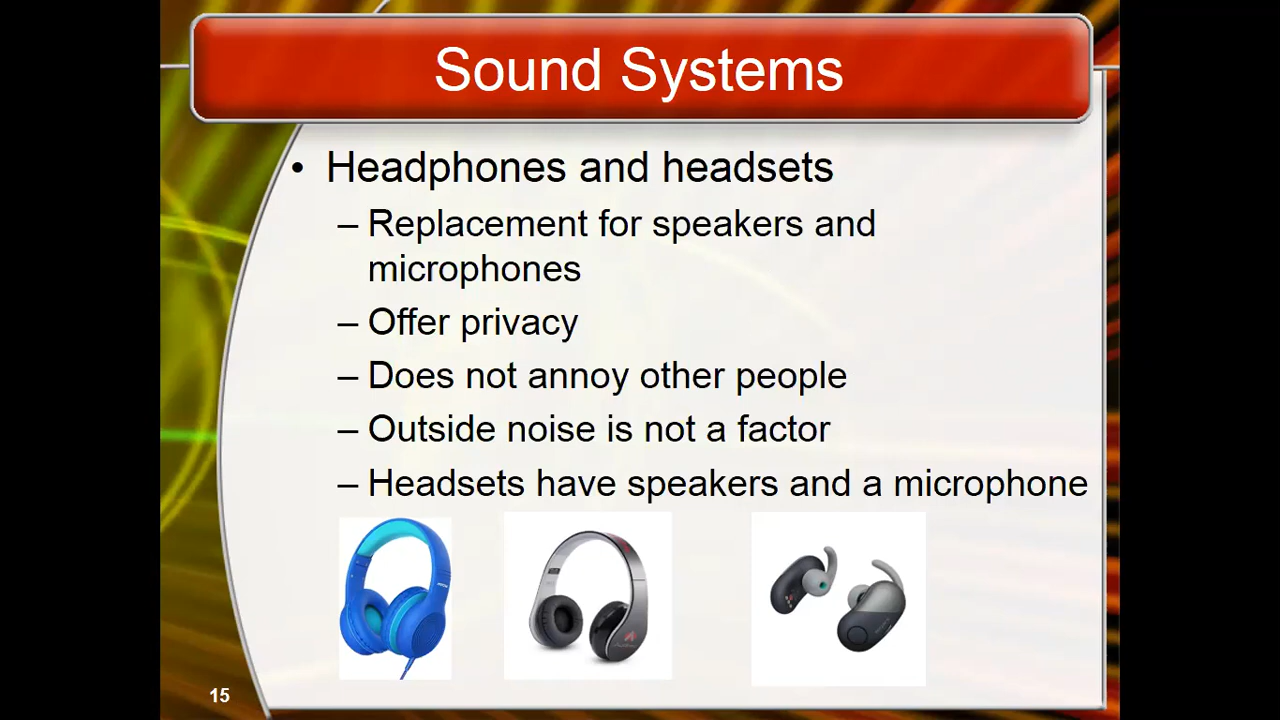 Sound Systems
• Headphones and headsets
– Replacement for speakers and
microphones
– Offer privacy
– Does not annoy other people
– Outside noise is not a factor
– Headsets have speakers and a microphone
15